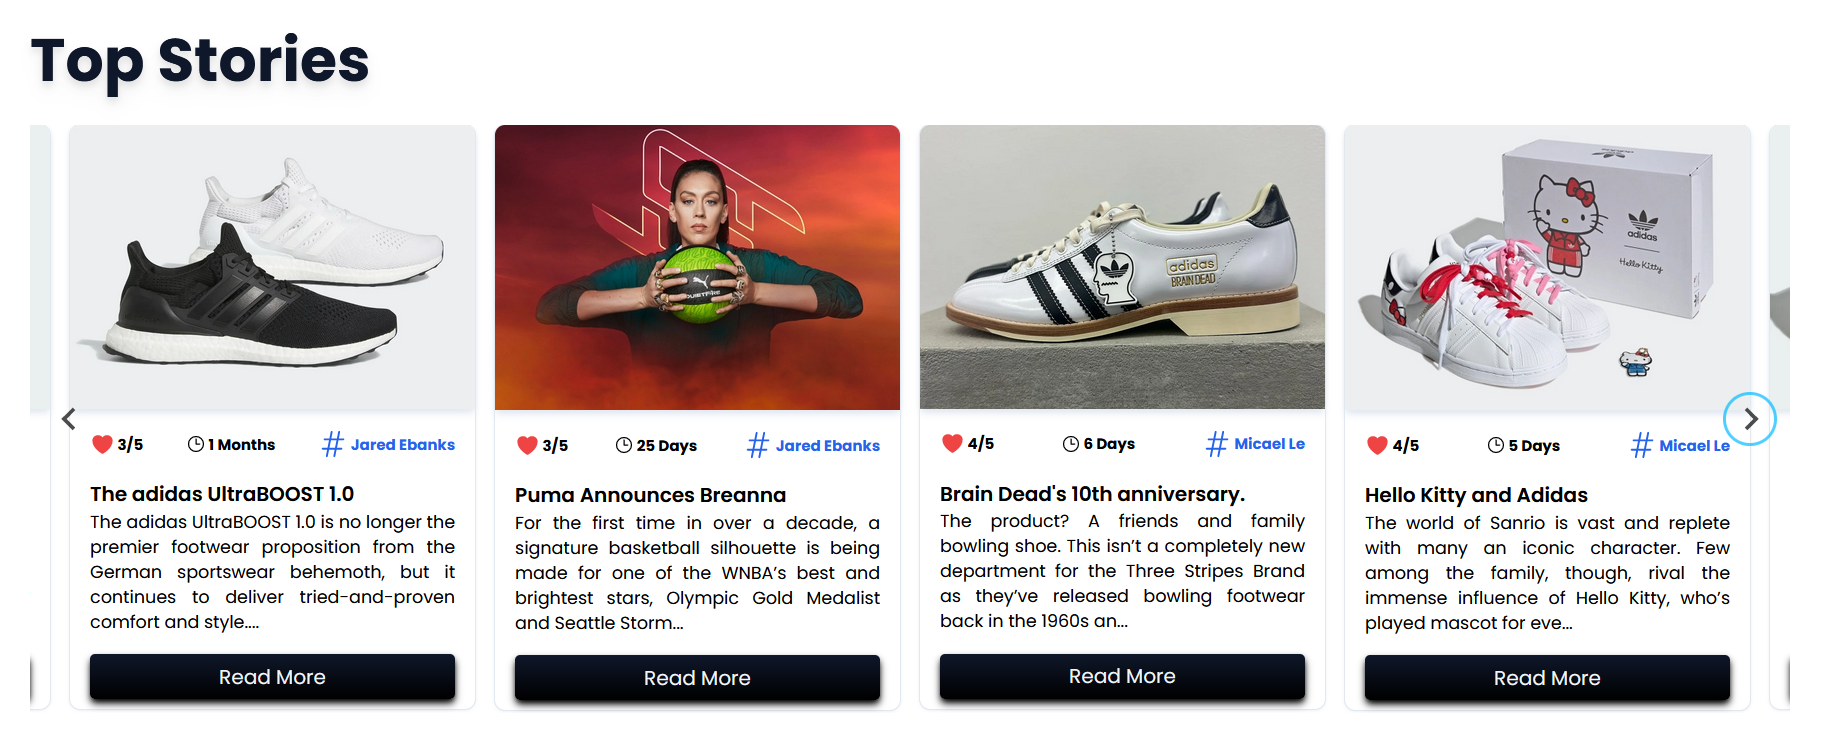 Top Stories
QUIETFIRE
adidas
BRAIN DEAD
adidas
Hello Kitty
3/5 1 Months # Jared Ebanks
The adidas UltraBOOST 1.0
The adidas UltraBOOST 1.0 is no longer the
premier footwear proposition from the
German sportswear behemoth, but it
continues to deliver tried-and-proven
comfort and style....
Read More
3/5 25 Days # Jared Ebanks
Puma Announces Breanna
For the first time in over a decade, a
signature basketball silhouette is being
made for one of the WNBA’s best and
brightest stars, Olympic Gold Medalist
and Seattle Storm...
Read More
4/5 6 Days # Micael Le
Brain Dead's 10th anniversary.
The product? A friends and family
bowling shoe. This isn’t a completely new
department for the Three Stripes Brand
as they’ve released bowling footwear
back in the 1960s an...
Read More
4/5 5 Days # Micael Le
Hello Kitty and Adidas
The world of Sanrio is vast and replete
with many an iconic character. Few
among the family, though, rival the
immense influence of Hello Kitty, who’s
played mascot for eve...
Read More